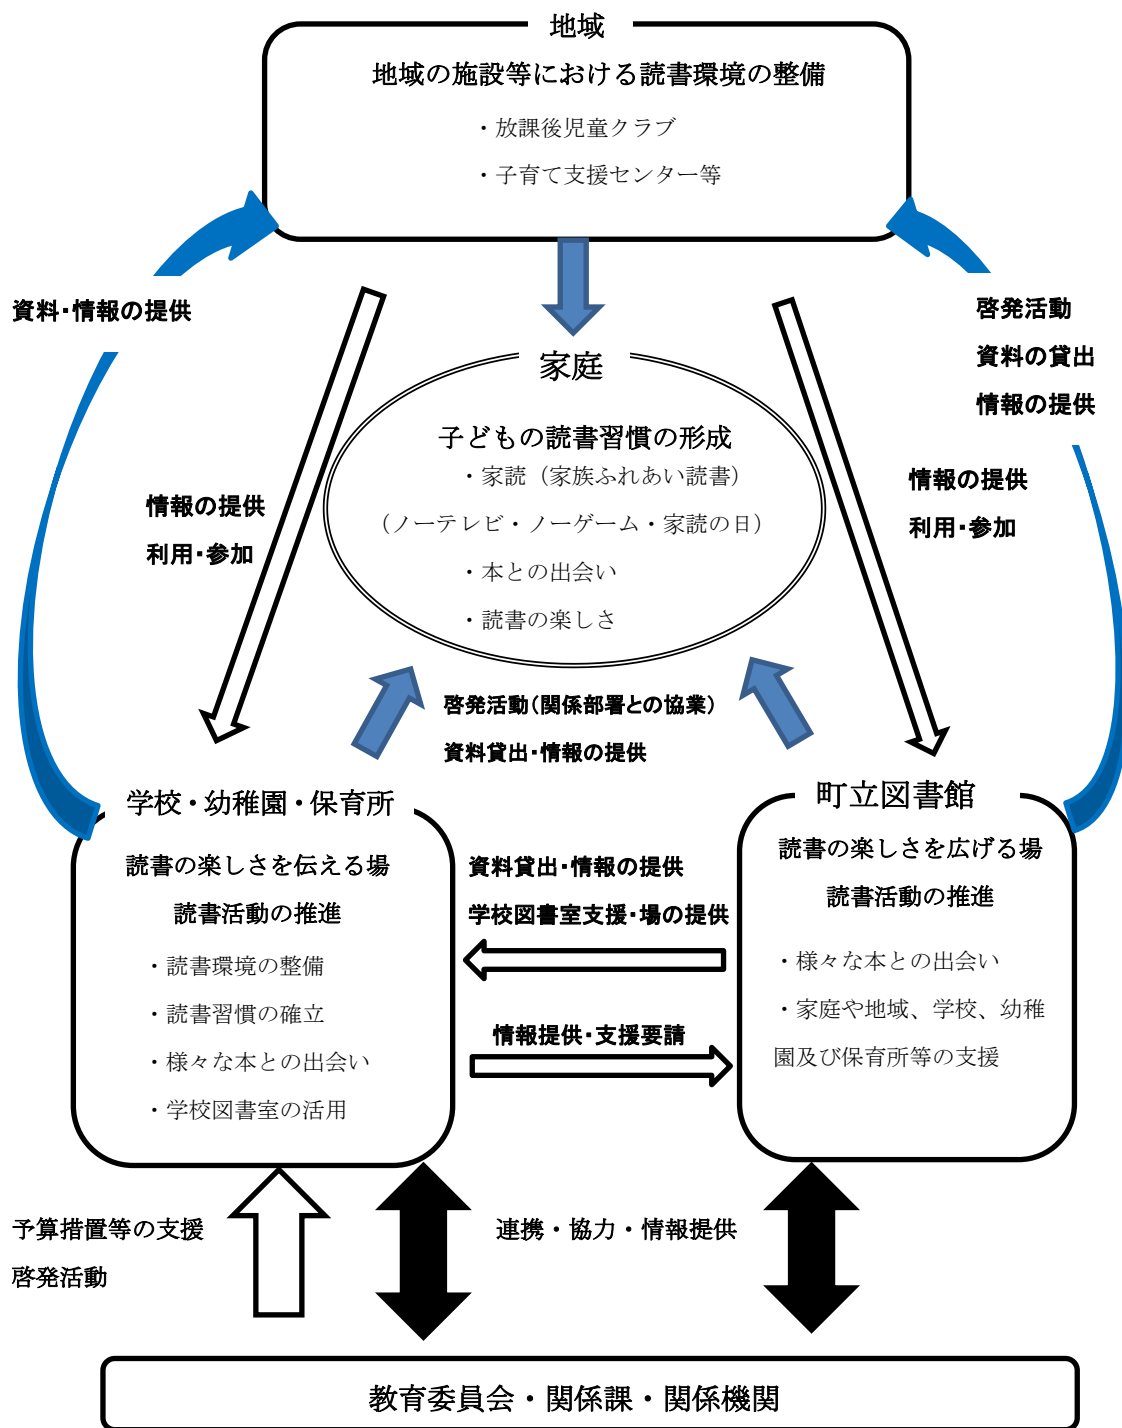 地域
地域の施設等における読書環境の整備
・放課後児童クラブ
・子育て支援センター等
資料・情報の提供
啓発活動
資料の貸出
情報の提供
家庭
子どもの読書習慣の形成
・家読（家族ふれあい読書）
（ノーテレビ・ノーゲーム・家読の日）
・本との出会い
・読書の楽しさ
情報の提供
利用・参加
情報の提供
利用・参加
啓発活動（関係部署との協業）
資料貸出・情報の提供
学校・幼稚園・保育所
読書の楽しさを伝える場
読書活動の推進
・読書環境の整備
・読書習慣の確立
・様々な本との出会い
・学校図書室の活用
資料貸出・情報の提供
学校図書室支援・場の提供
情報提供・支援要請
町立図書館
読書の楽しさを広げる場
読書活動の推進
・様々な本との出会い
・家庭や地域、学校、幼稚
園及び保育所等の支援
予算措置等の支援
啓発活動
連携・協力・情報提供
教育委員会・関係課・関係機関